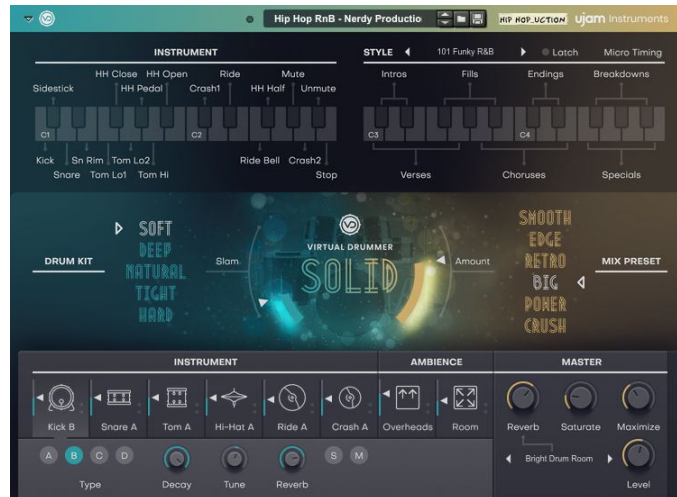 Hip Hop RnB - Nerdy Productio
HIP HOP_UCTION
ujam Instruments
INSTRUMENT
STYLE
101 Funky R&B
Latch
Micro Timing
HH Close HH Open Ride Mute
Sidestick HH Pedal Crash1 HH Half Unmute
Intros Fills Endings Breakdowns
C1 C2 C3 C4
Kick Sn Rim Tom Lo2 Ride Bell Crash2
Snare Tom Lo1 Tom Hi Stop
Verses Choruses Specials
DRUM KIT
SOFT
DEEP
NATURAL
TIGHT
HARD
Slam
VIRTUAL DRUMMER
SOLID
Amount
SMOOTH
EDGE
RETRO
BIG
POWER
CRUSH
MIX PRESET
INSTRUMENT AMBIENCE MASTER
Kick B Snare A Tom A Hi-Hat A Ride A Crash A Overheads Room
Reverb Saturate Maximize
A B C D S M
Bright Drum Room
Type Decay Tune Reverb Level